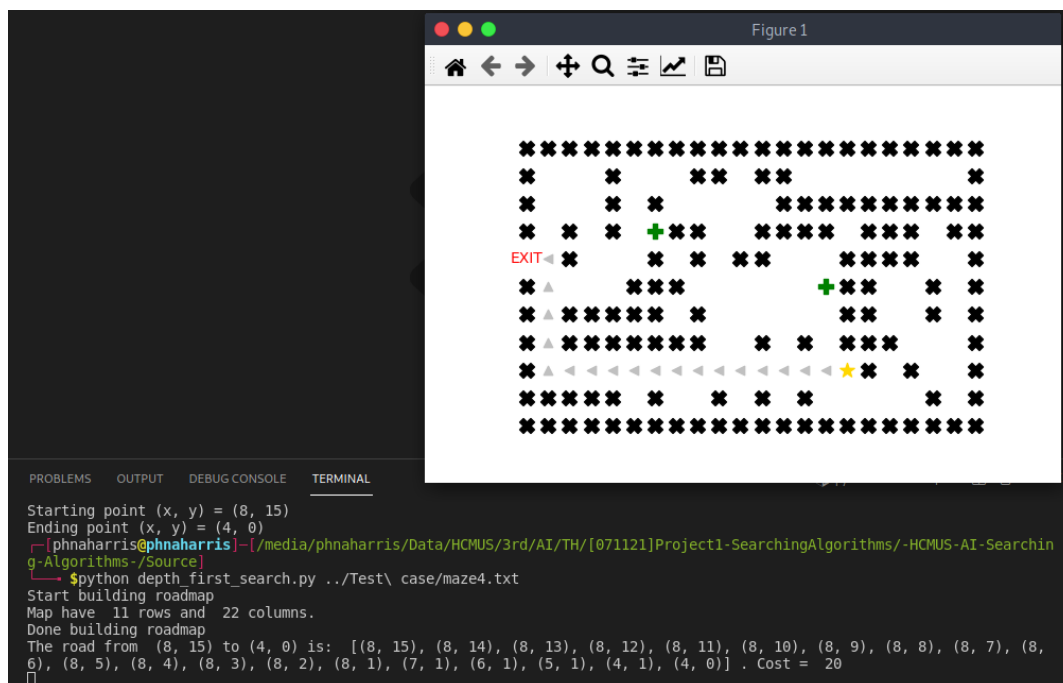 Figure 1
EXIT
PROBLEMS OUTPUT DEBUG CONSOLE TERMINAL
Starting point (x, y) = (8, 15)
Ending point (x, y) = (4, 0)
[phnaharris@phnaharris]-[/media/phnaharris/Data/HCMUS/3rd/AI/TH/[071121]Project1-SearchingAlgorithms/-HCMUS-AI-Searchin
g-Algorithms-/Source]
$python depth_first_search.py ../Test\ case/maze4.txt
Start building roadmap
Map have  11 rows and  22 columns.
Done building roadmap
The road from  (8, 15) to (4, 0) is:  [(8, 15), (8, 14), (8, 13), (8, 12), (8, 11), (8, 10), (8, 9), (8, 8), (8, 7), (8,
6), (8, 5), (8, 4), (8, 3), (8, 2), (8, 1), (7, 1), (6, 1), (5, 1), (4, 1), (4, 0)] . Cost =  20